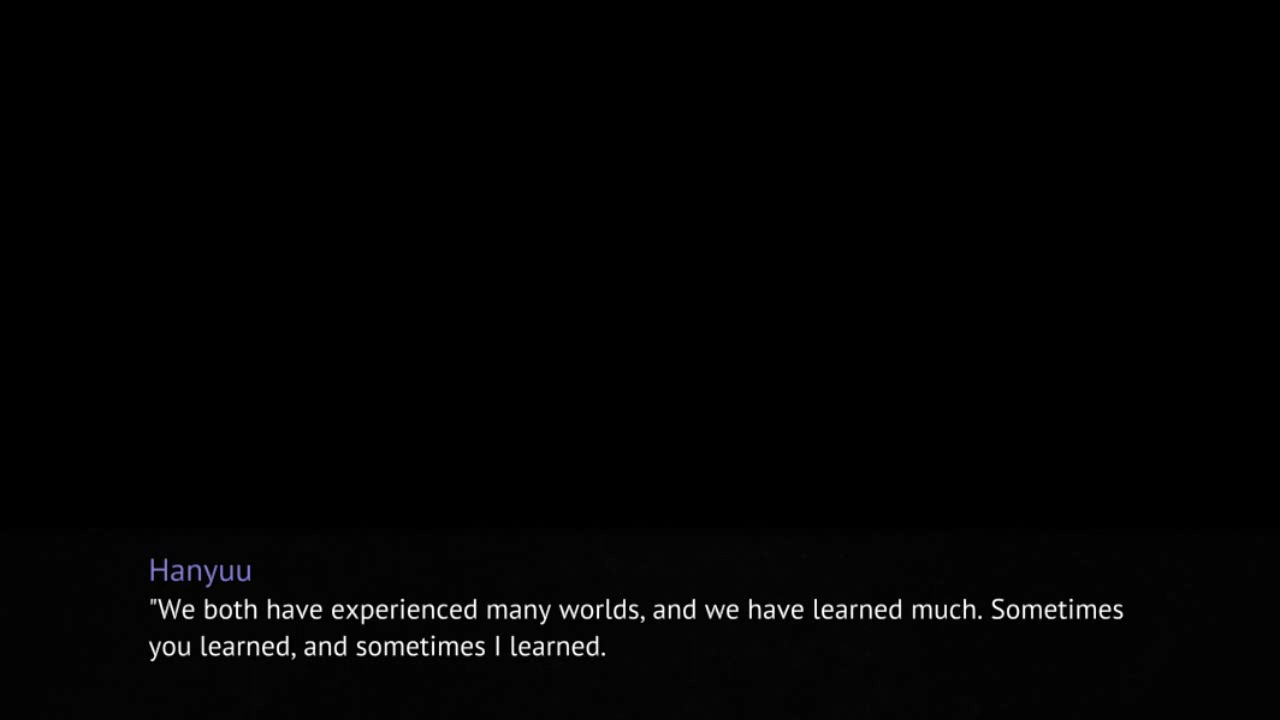 Hanyuu
"We both have experienced many worlds, and we have learned much. Sometimes
you learned, and sometimes I learned.